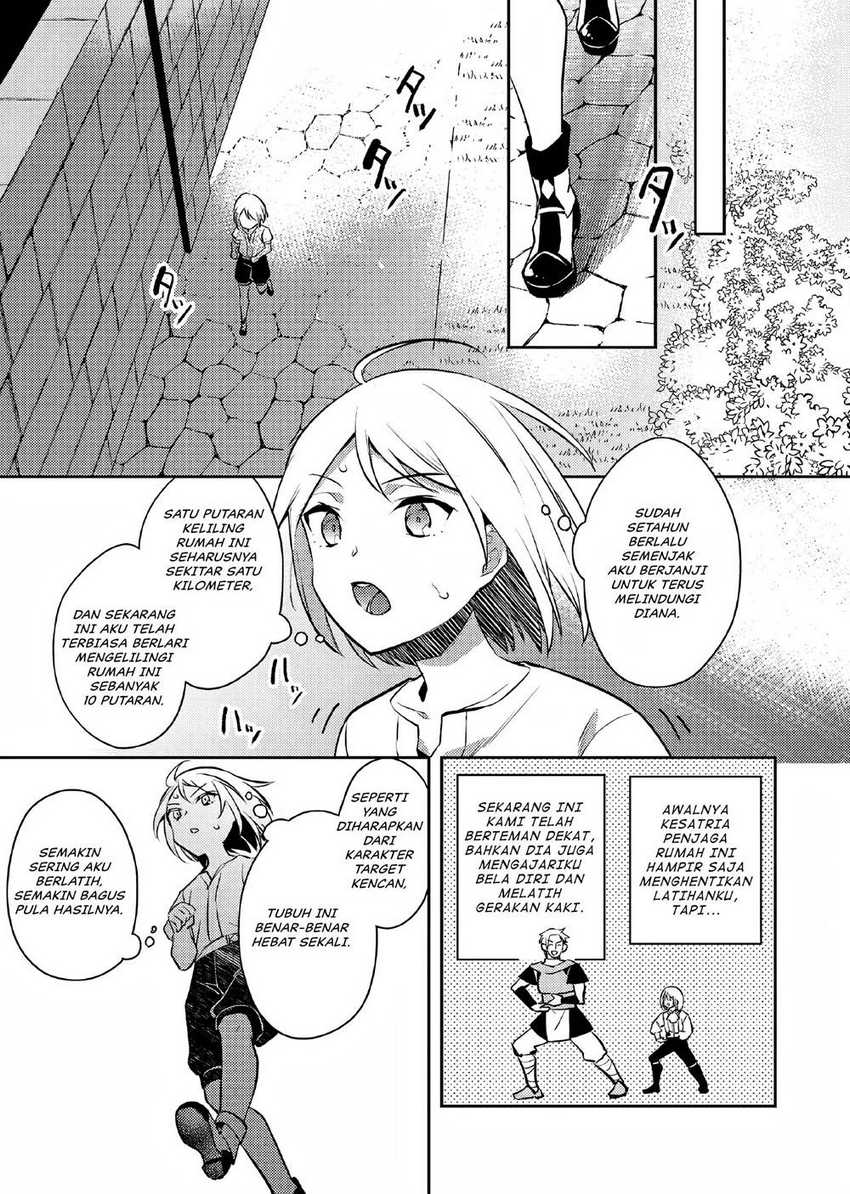 タッ
タッ
タッ
タッ
SUDAH
SETAHUN
BERLALU
SEMENJAK
AKU BERJANJI
UNTUK TERUS
MELINDUNGI
DIANA.
SATU PUTARAN
KELILING
RUMAH INI
SEHARUSNYA
SEKITAR SATU
KILOMETER,
DAN SEKARANG
INI AKU TELAH
TERBIASA BERLARI
MENGELILINGI
RUMAH INI
SEBANYAK
10 PUTARAN.
ハッ
ハッ
AWALNYA
KESATRIA
PENJAGA
RUMAH INI
HAMPIR SAJA
MENGHENTIKAN
LATIHANKU,
TAPI...
SEKARANG INI
KAMI TELAH
BERTEMAN DEKAT,
BAHKAN DIA JUGA
MENGAJARIKU
BELA DIRI DAN
MELATIH
GERAKAN KAKI.
SEPERTI
YANG
DIHARAPKAN
DARI
KARAKTER
TARGET
KENCAN,
TUBUH INI
BENAR-BENAR
HEBAT SEKALI.
SEMAKIN
SERING AKU
BERLATIH,
SEMAKIN BAGUS
PULA HASILNYA.